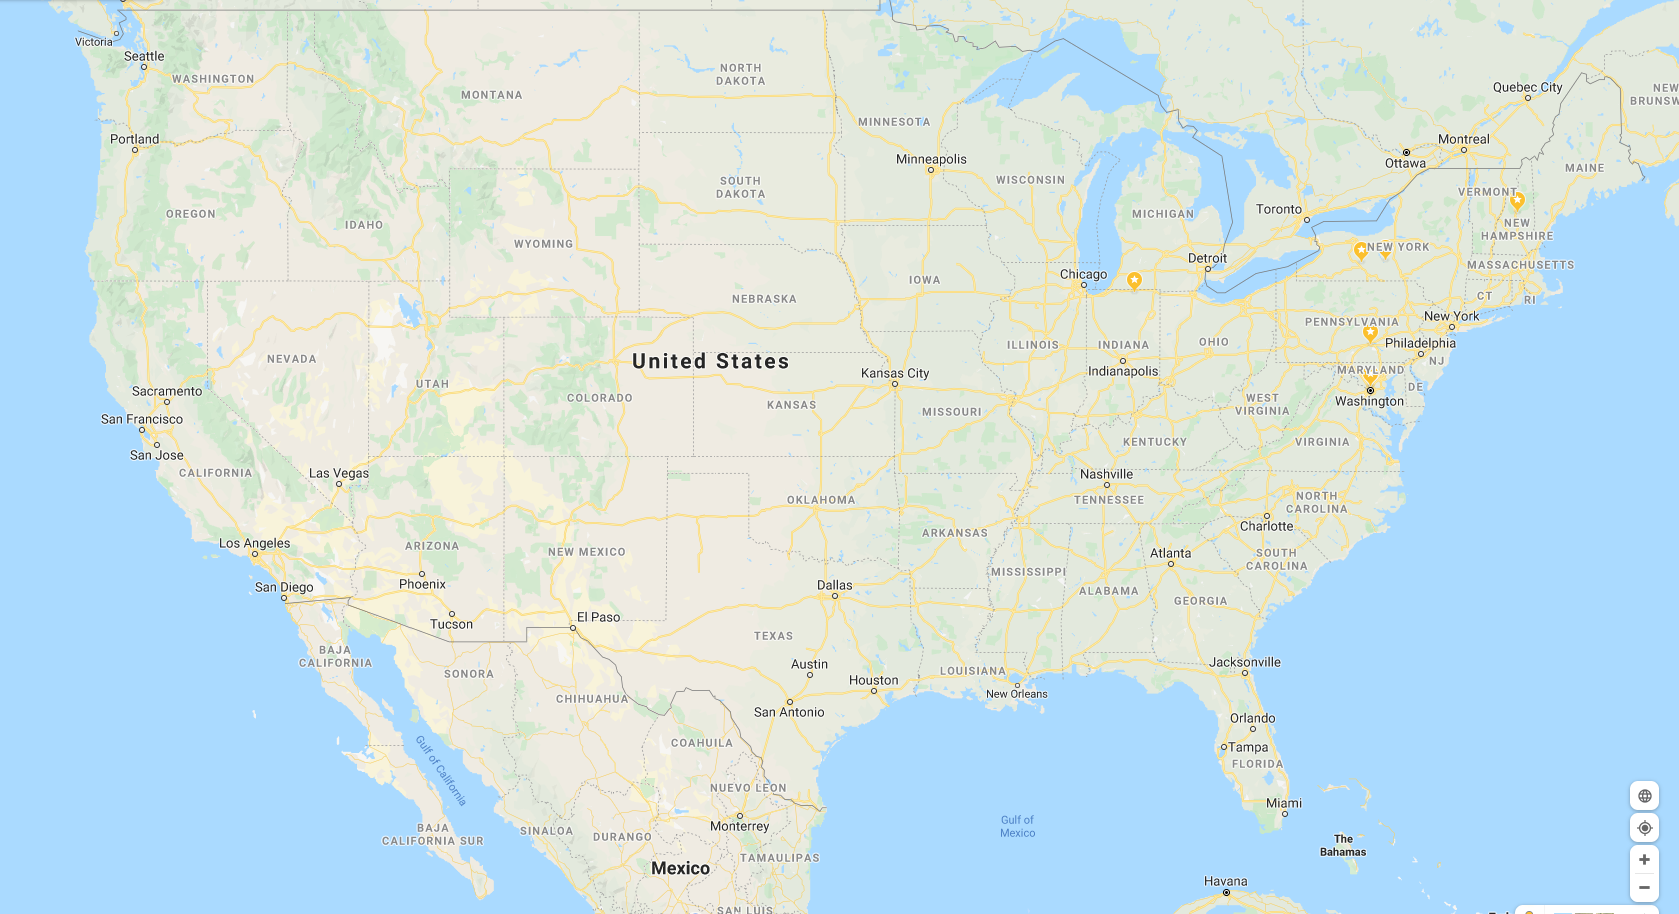 Victoria
Seattle
WASHINGTON
MONTANA
NORTH
DAKOTA
MINNESOTA
Quebec City
NEW
BRUNSW
Portland
Minneapolis
Montreal
Ottawa
MAINE
SOUTH
DAKOTA
WISCONSIN
VERMONT
OREGON
IDAHO
WYOMING
MICHIGAN
Toronto
NEW
HAMPSHIRE
NEW YORK
Detroit
MASSACHUSETTS
Chicago
IOWA
NEBRASKA
CT
RI
New York
PENNSYLVANIA
Philadelphia
NJ
ILLINOIS
INDIANA
OHIO
NEVADA
United States
Indianapolis
MARYLAND
DE
Washington
Kansas City
UTAH
Sacramento
COLORADO
KANSAS
MISSOURI
WEST
VIRGINIA
San Francisco
San Jose
KENTUCKY
VIRGINIA
CALIFORNIA
Las Vegas
Nashville
TENNESSEE
OKLAHOMA
NORTH
CAROLINA
Charlotte
ARKANSAS
Los Angeles
ARIZONA
NEW MEXICO
Atlanta
SOUTH
CAROLINA
MISSISSIPPI
San Diego
Phoenix
Dallas
ALABAMA
GEORGIA
Tucson
El Paso
TEXAS
BAJA
CALIFORNIA
SONORA
Austin
LOUISIANA
Jacksonville
CHIHUAHUA
Houston
New Orleans
San Antonio
Orlando
Tampa
FLORIDA
COAHUILA
Gulf of California
NUEVO LEON
Miami
Gulf of
Mexico
Monterrey
SINALOA
DURANGO
BAJA
CALIFORNIA SUR
The
Bahamas
TAMAULIPAS
Mexico
Havana
SAN LUIS